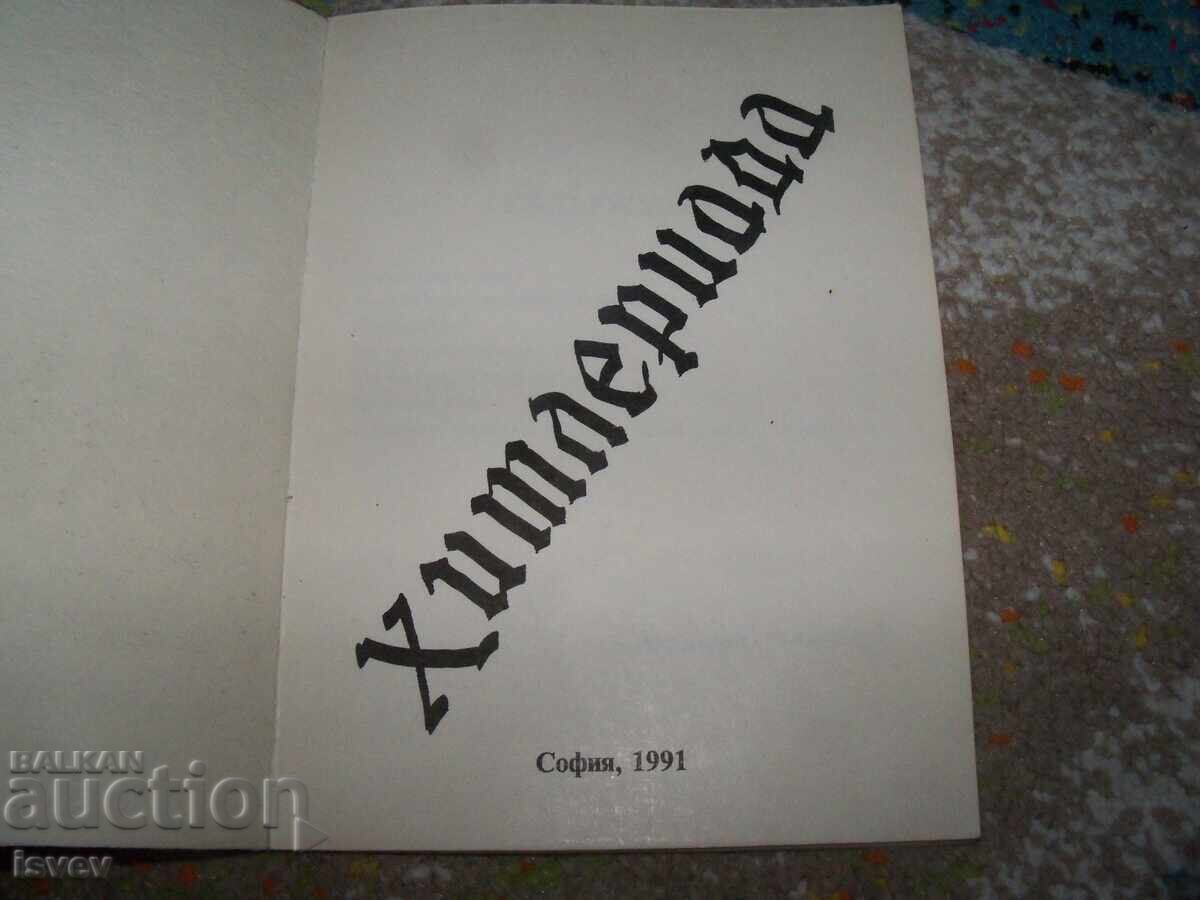 Хитлериада
София, 1991
BALKAN
auction
isvev